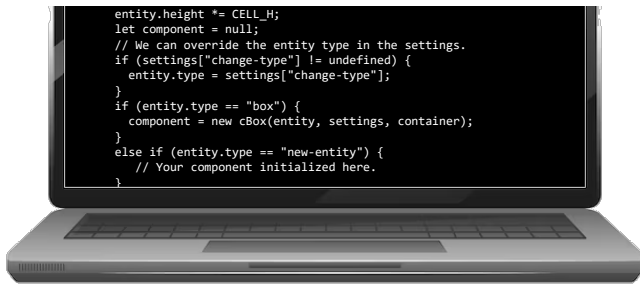 entity.height *= CELL_H;
let component = null;
// We can override the entity type in the settings.
if (settings["change-type"] != undefined) {
entity.type = settings["change-type"];
}
if (entity.type == "box") {
component = new cBox(entity, settings, container);
}
else if (entity.type == "new-entity") {
// Your component initialized here.
}